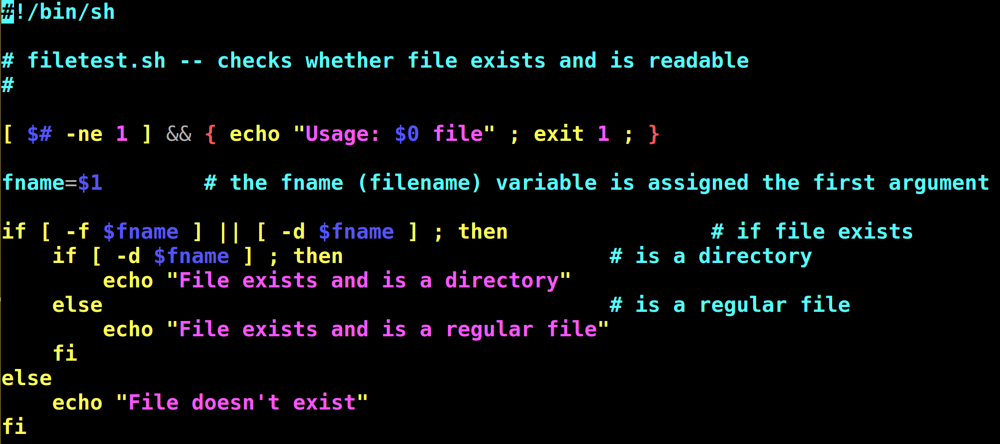 #!/bin/sh

# filetest.sh -- checks whether file exists and is readable
#

[ $# -ne 1 ] && { echo "Usage: $0 file" ; exit 1 ; }

fname=$1        # the fname (filename) variable is assigned the first argument

if [ -f $fname ] || [ -d $fname ] ; then                # if file exists
    if [ -d $fname ] ; then                     # is a directory
        echo "File exists and is a directory"
    else                                        # is a regular file
        echo "File exists and is a regular file"
    fi
else
    echo "File doesn't exist"
fi